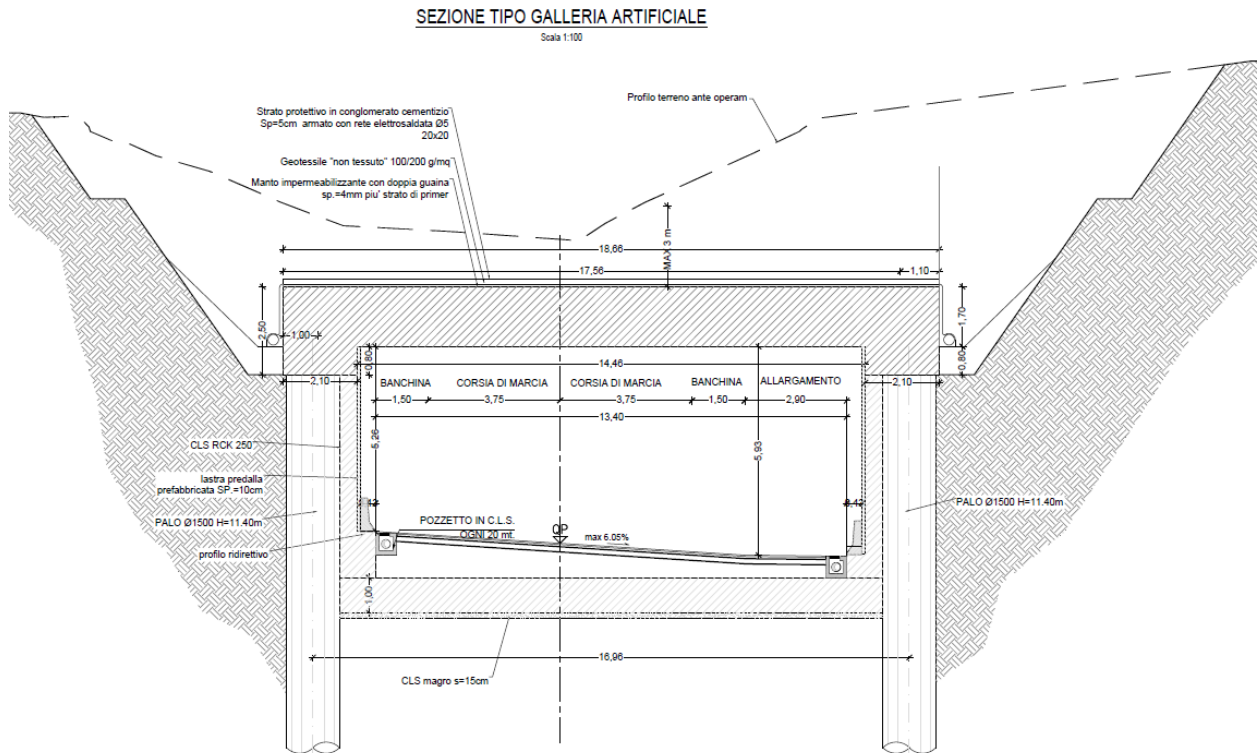 SEZIONE TIPO GALLERIA ARTIFICIALE
Scala 1:100
Profilo terreno ante operam
Strato protettivo in conglomerato cementizio
Sp=5cm armato con rete elettrosaldata Ø5
20x20
Geotessile "non tessuto" 100/200 g/mq
Manto impermeabilizzante con doppia guaina
sp.=4mm piu' strato di primer
MAX 3 m
18,66
17,56
1,10
2,50
1,00
1,70
0,80
0,80
14,46
2,10
2,10
BANCHINA
CORSIA DI MARCIA
CORSIA DI MARCIA
BANCHINA
ALLARGAMENTO
1,50
3,75
3,75
1,50
2,90
13,40
5,26
5,93
CLS RCK 250
lastra predalla
prefabbricata SP.=10cm
PALO Ø1500 H=11.40m
PALO Ø1500 H=11.40m
profilo ridirettivo
POZZETTO IN C.L.S.
OGNI 20 mt.
QP
max 6.05%
1,00
16,96
CLS magro s=15cm